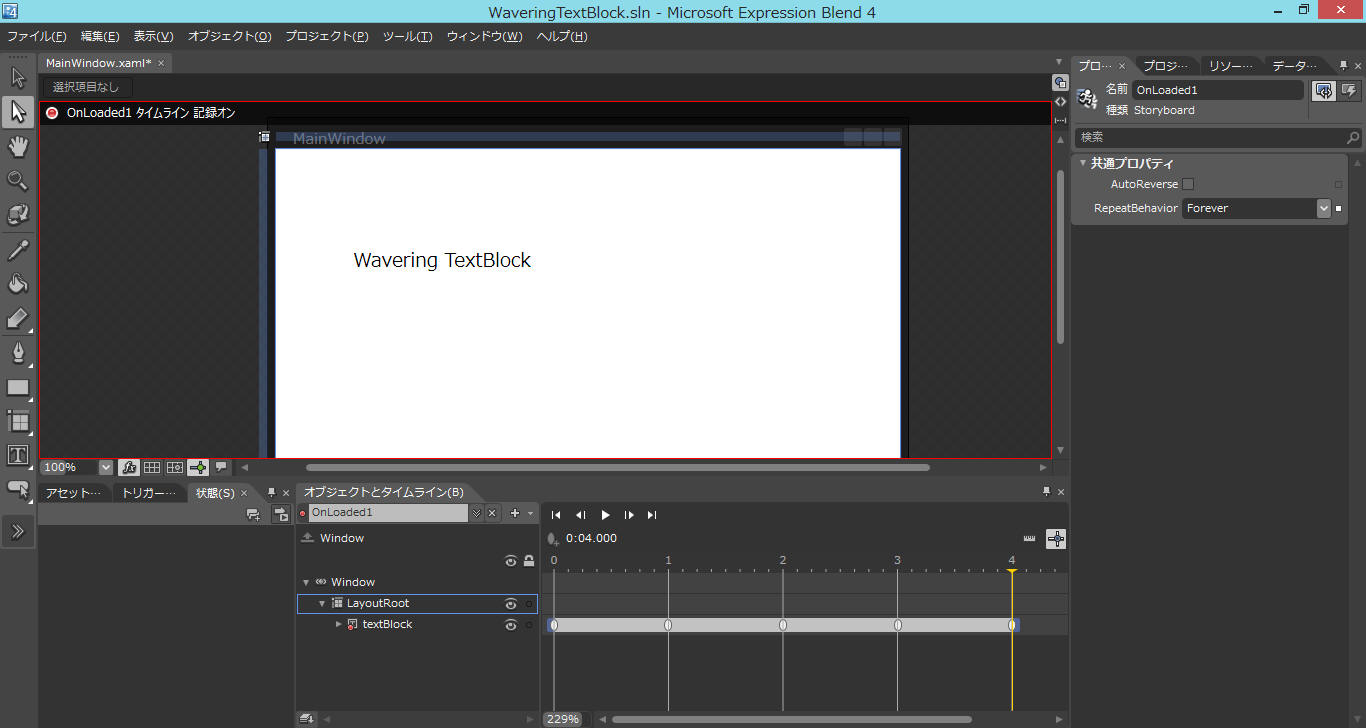 WaveringTextBlock.sln - Microsoft Expression Blend 4
ファイル(F) 編集(E) 表示(V) オブジェクト(O) プロジェクト(P) ツール(T) ウィンドウ(W) ヘルプ(H)
MainWindow.xaml* ×
選択項目なし
OnLoaded1 タイムライン 記録オン
MainWindow
Wavering TextBlock
100%
プロ… × プロジ… リソー… データ…
名前 OnLoaded1
種類 Storyboard
検索
共通プロパティ
AutoReverse
RepeatBehavior Forever
アセット… トリガー… 状態(S) ×
オブジェクトとタイムライン(B)
OnLoaded1
Window
0:04.000
0 1 2 3 4
Window
LayoutRoot
textBlock
229%